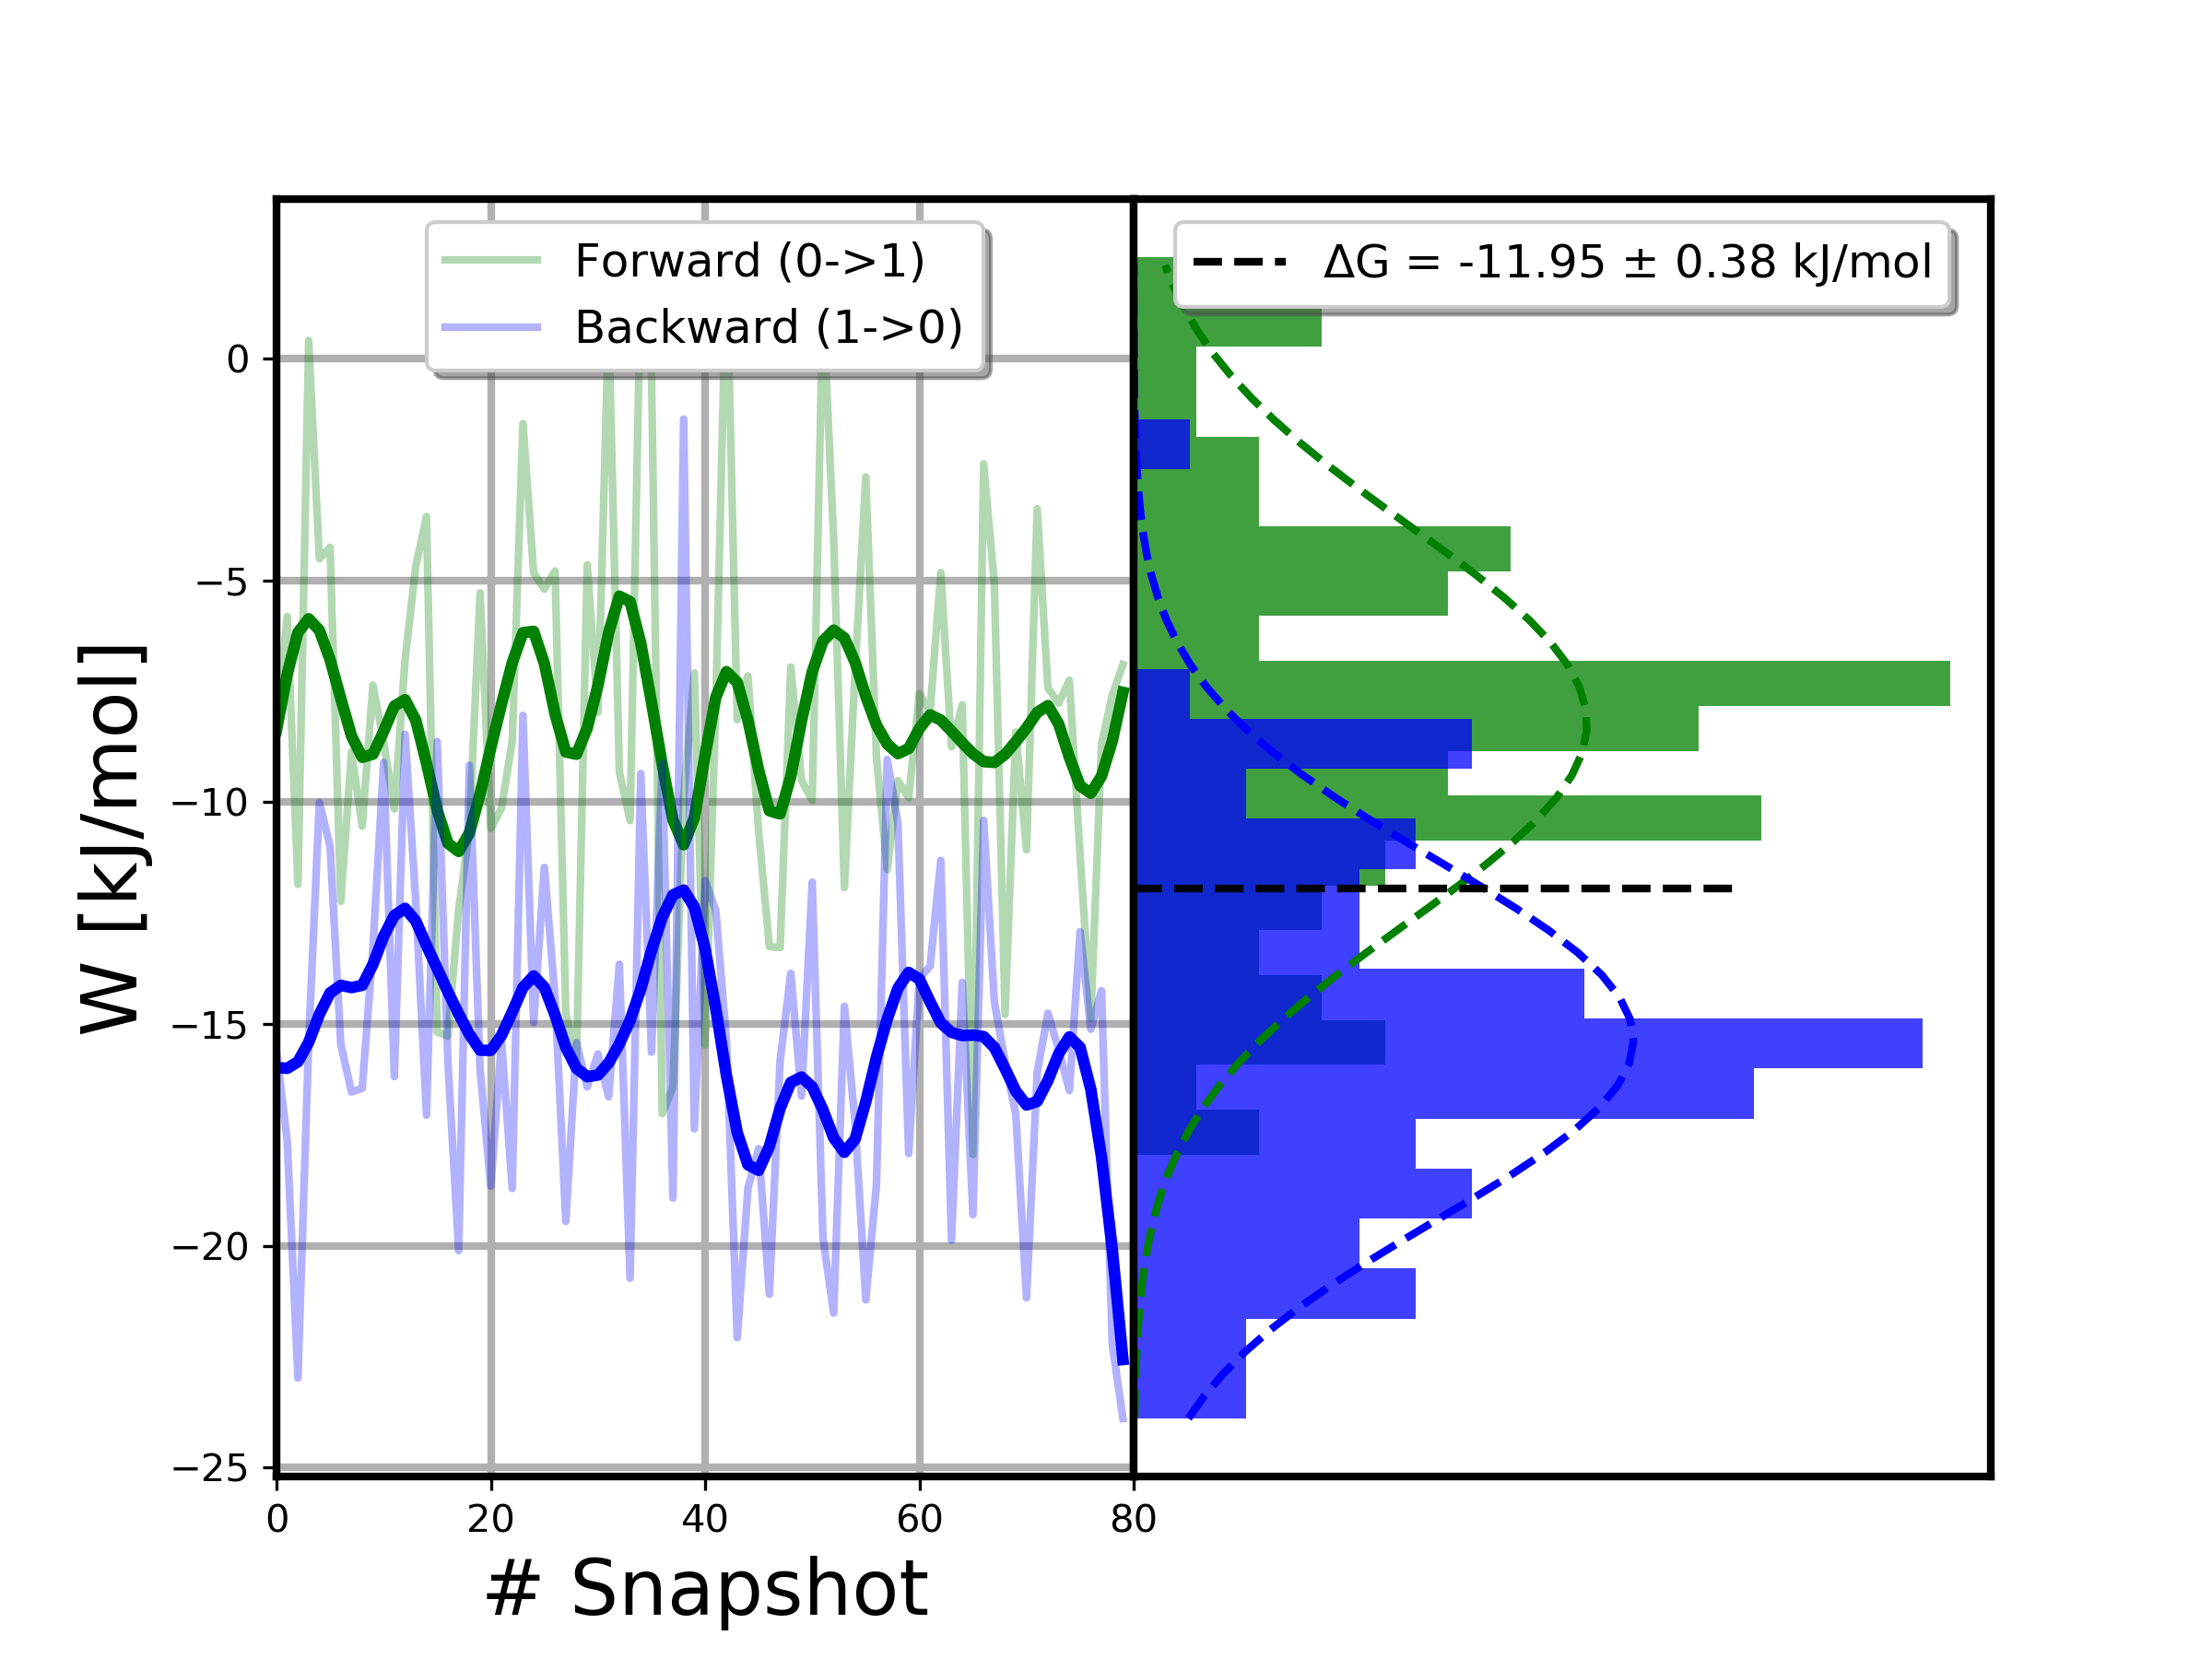 Forward (0->1)
Backward (1->0)
ΔG = -11.95 ± 0.38 kJ/mol
W [kJ/mol]
0
−5
−10
−15
−20
−25
0 20 40 60 80
# Snapshot